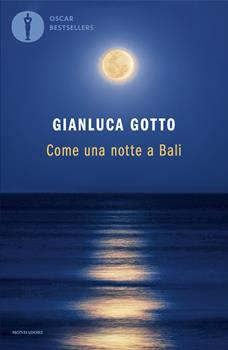 OSCAR
BESTSELLERS
GIANLUCA GOTTO
Come una notte a Bali
MONDADORI